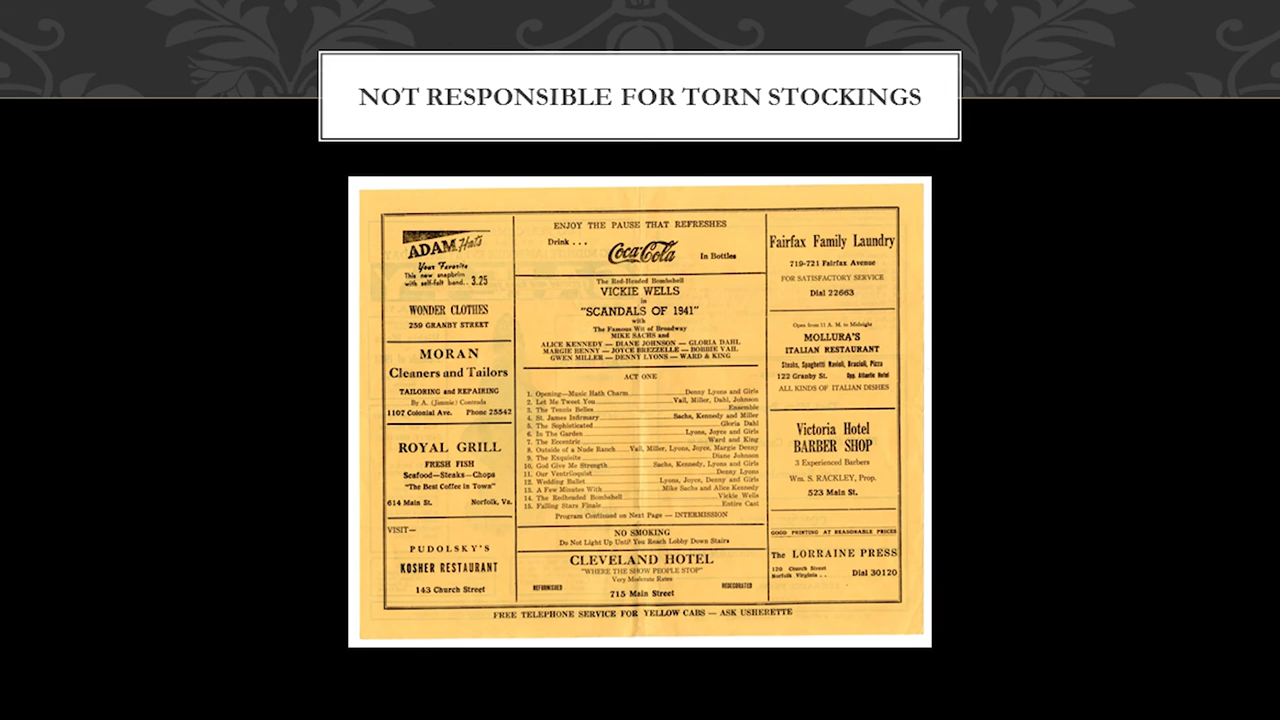 NOT RESPONSIBLE FOR TORN STOCKINGS
ADAM Hats
Your Favorite
This new snapbrim
with self-felt band.. 3.25
WONDER CLOTHES
259 GRANBY STREET
MORAN
Cleaners and Tailors
TAILORING and REPAIRING
By A. (Jimmie) Conrads
1107 Colonial Ave. Phone 25542
ROYAL GRILL
FRESH FISH
Seafood—Steaks—Chops
"The Best Coffee in Town"
614 Main St. Norfolk, Va.
VISIT—
PUDOLSKY'S
KOSHER RESTAURANT
143 Church Street
ENJOY THE PAUSE THAT REFRESHES
Drink . . .
Coca-Cola
In Bottles
The Red-Headed Bombshell
VICKIE WELLS
in
"SCANDALS OF 1941"
with
The Famous Wit of Broadway
MIKE SACHS and
ALICE KENNEDY — DIANE JOHNSON — GLORIA DAHL
MARGIE BENNY — JOYCE BREZZELLE — BOBBIE VAIL
GWEN MILLER — DENNY LYONS — WARD & KING
ACT ONE
1. Opening—Music Hath Charm Denny Lyons and Girls
2. Let Me Tweet You Vail, Miller, Dahl, Johnson
3. The Tennis Belles Ensemble
4. St. James Infirmary Sachs, Kennedy and Miller
5. The Sophisticated Gloria Dahl
6. In The Garden Lyons, Joyce and Girls
7. The Eccentric Ward and King
8. Outside of a Nude Ranch Vail, Miller, Lyons, Joyce, Margie Denny
9. The Exquisite Diane Johnson
10. God Give Me Strength Sachs, Kennedy, Lyons and Girls
11. Our Ventriloquist Denny Lyons
12. Wedding Ballet Lyons, Joyce, Denny and Girls
13. A Few Minutes With Mike Sachs and Alice Kennedy
14. The Redheaded Bombshell Vickie Wells
15. Falling Stars Finale Entire Cast
Program Continued on Next Page — INTERMISSION
NO SMOKING
Do Not Light Up Until You Reach Lobby Down Stairs
CLEVELAND HOTEL
"WHERE THE SHOW PEOPLE STOP"
Very Moderate Rates
REFURNISHED REDECORATED
715 Main Street
Fairfax Family Laundry
719-721 Fairfax Avenue
FOR SATISFACTORY SERVICE
Dial 22663
Open from 11 A. M. to Midnight
MOLLURA'S
ITALIAN RESTAURANT
Steaks, Spaghetti Ravioli, Bracioli, Pizza
122 Granby St. Opp. Atlantic Hotel
ALL KINDS OF ITALIAN DISHES
Victoria Hotel
BARBER SHOP
3 Experienced Barbers
Wm. S. RACKLEY, Prop.
523 Main St.
GOOD PRINTING AT REASONABLE PRICES
The LORRAINE PRESS
170 Church Street
Norfolk Virginia . . Dial 30120
FREE TELEPHONE SERVICE FOR YELLOW CABS — ASK USHERETTE